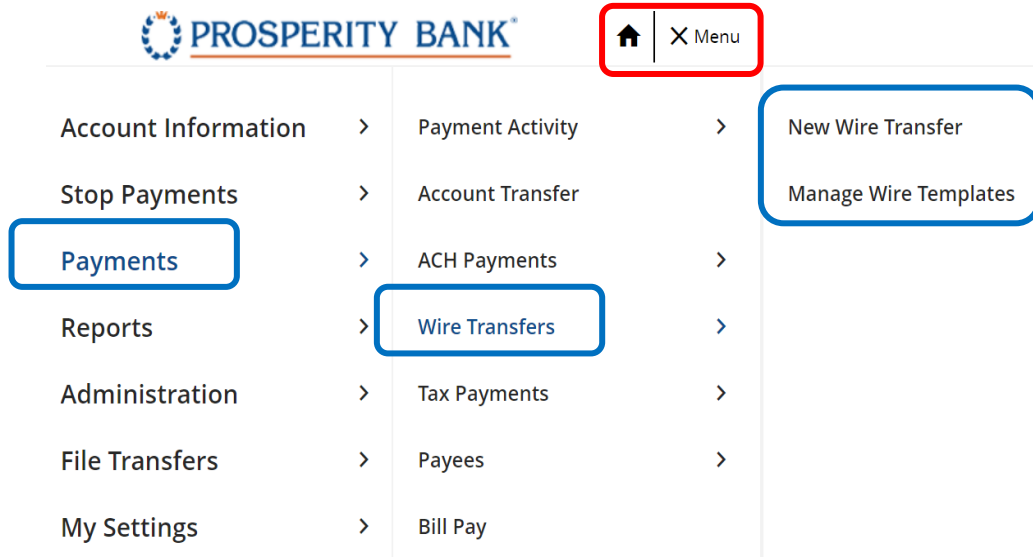 PROSPERITY BANK®
Menu
Account Information
Stop Payments
Payments
Reports
Administration
File Transfers
My Settings
Payment Activity
Account Transfer
ACH Payments
Wire Transfers
Tax Payments
Payees
Bill Pay
New Wire Transfer
Manage Wire Templates